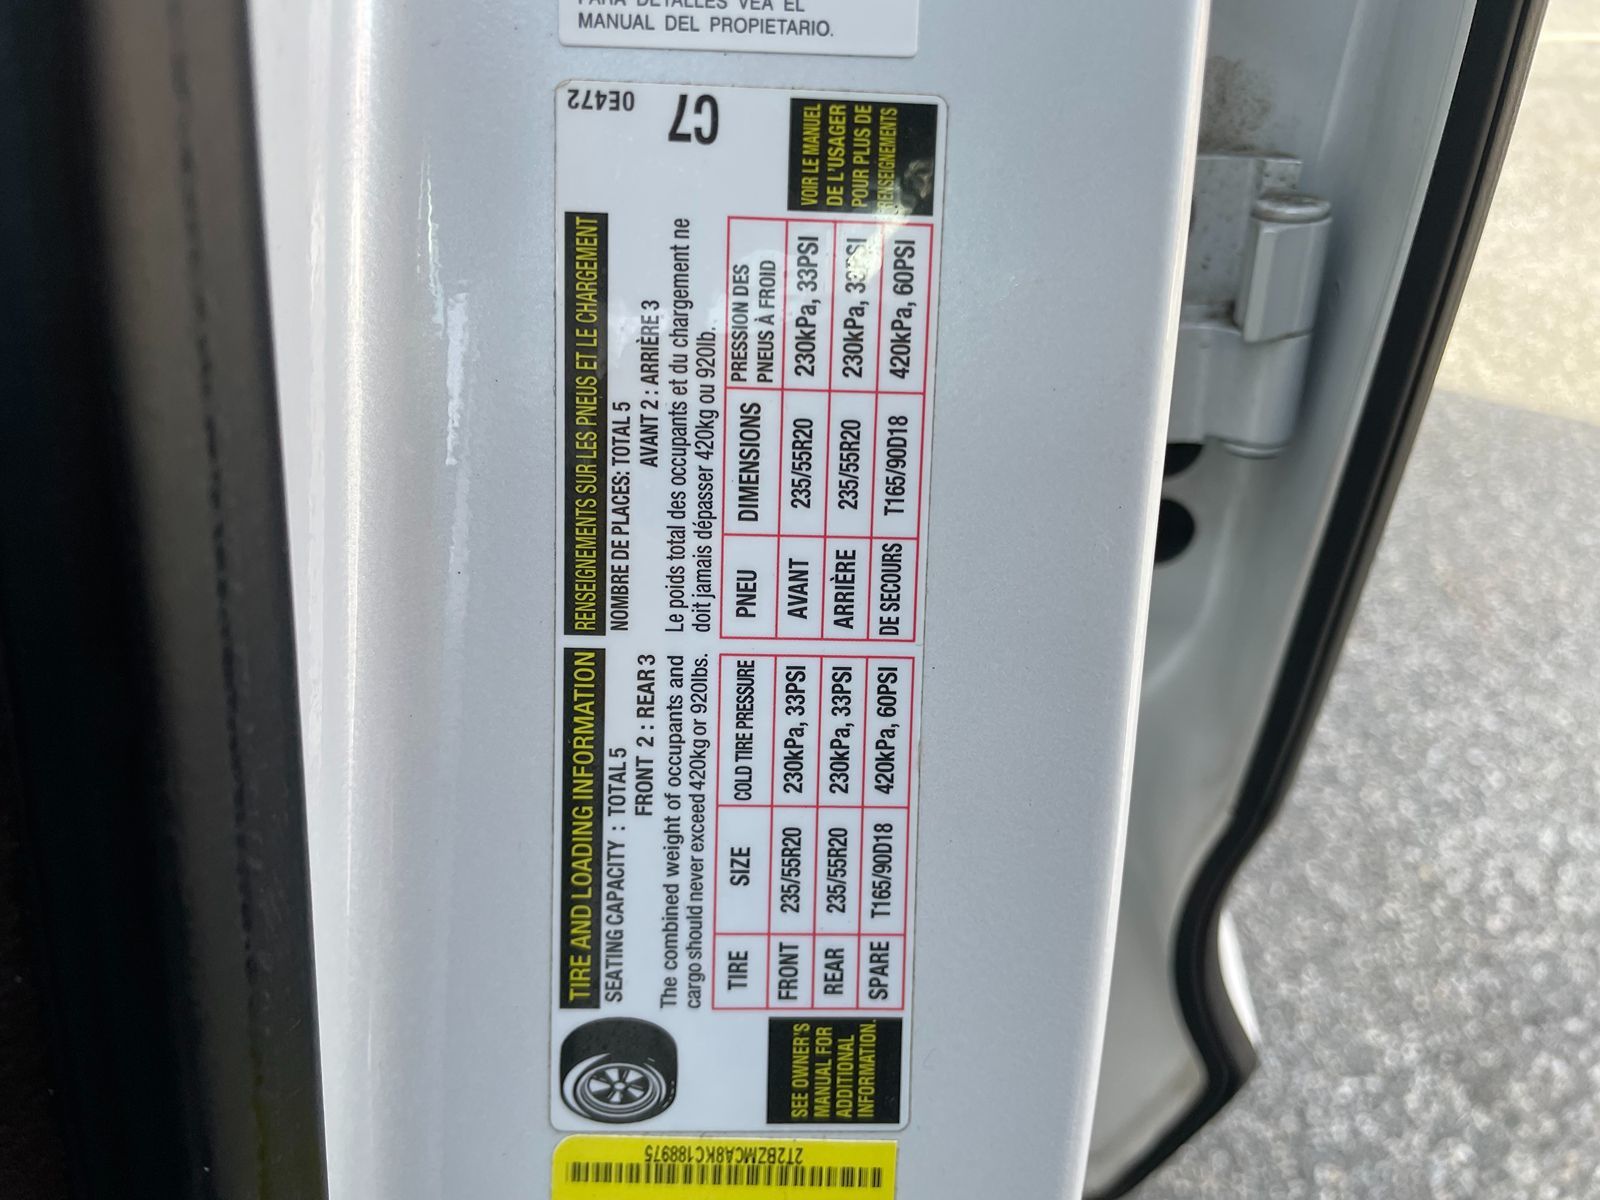 PARA DETALLES VEA EL
MANUAL DEL PROPIETARIO.
TIRE AND LOADING INFORMATION
SEATING CAPACITY : TOTAL 5
FRONT 2 : REAR 3
The combined weight of occupants and
cargo should never exceed 420kg or 920lbs.
TIRE SIZE COLD TIRE PRESSURE
FRONT 235/55R20 230kPa, 33PSI
REAR 235/55R20 230kPa, 33PSI
SPARE T165/90D18 420kPa, 60PSI
SEE OWNER'S
MANUAL FOR
ADDITIONAL
INFORMATION.
RENSEIGNEMENTS SUR LES PNEUS ET LE CHARGEMENT
NOMBRE DE PLACES: TOTAL 5
AVANT 2 : ARRIÈRE 3
Le poids total des occupants et du chargement ne
doit jamais dépasser 420kg ou 920lb.
PNEU DIMENSIONS PRESSION DES
PNEUS À FROID
AVANT 235/55R20 230kPa, 33PSI
ARRIÈRE 235/55R20 230kPa, 33PSI
DE SECOURS T165/90D18 420kPa, 60PSI
VOIR LE MANUEL
DE L'USAGER
POUR PLUS DE
RENSEIGNEMENTS
0E472
C7
2T2BZMCA8KC188975